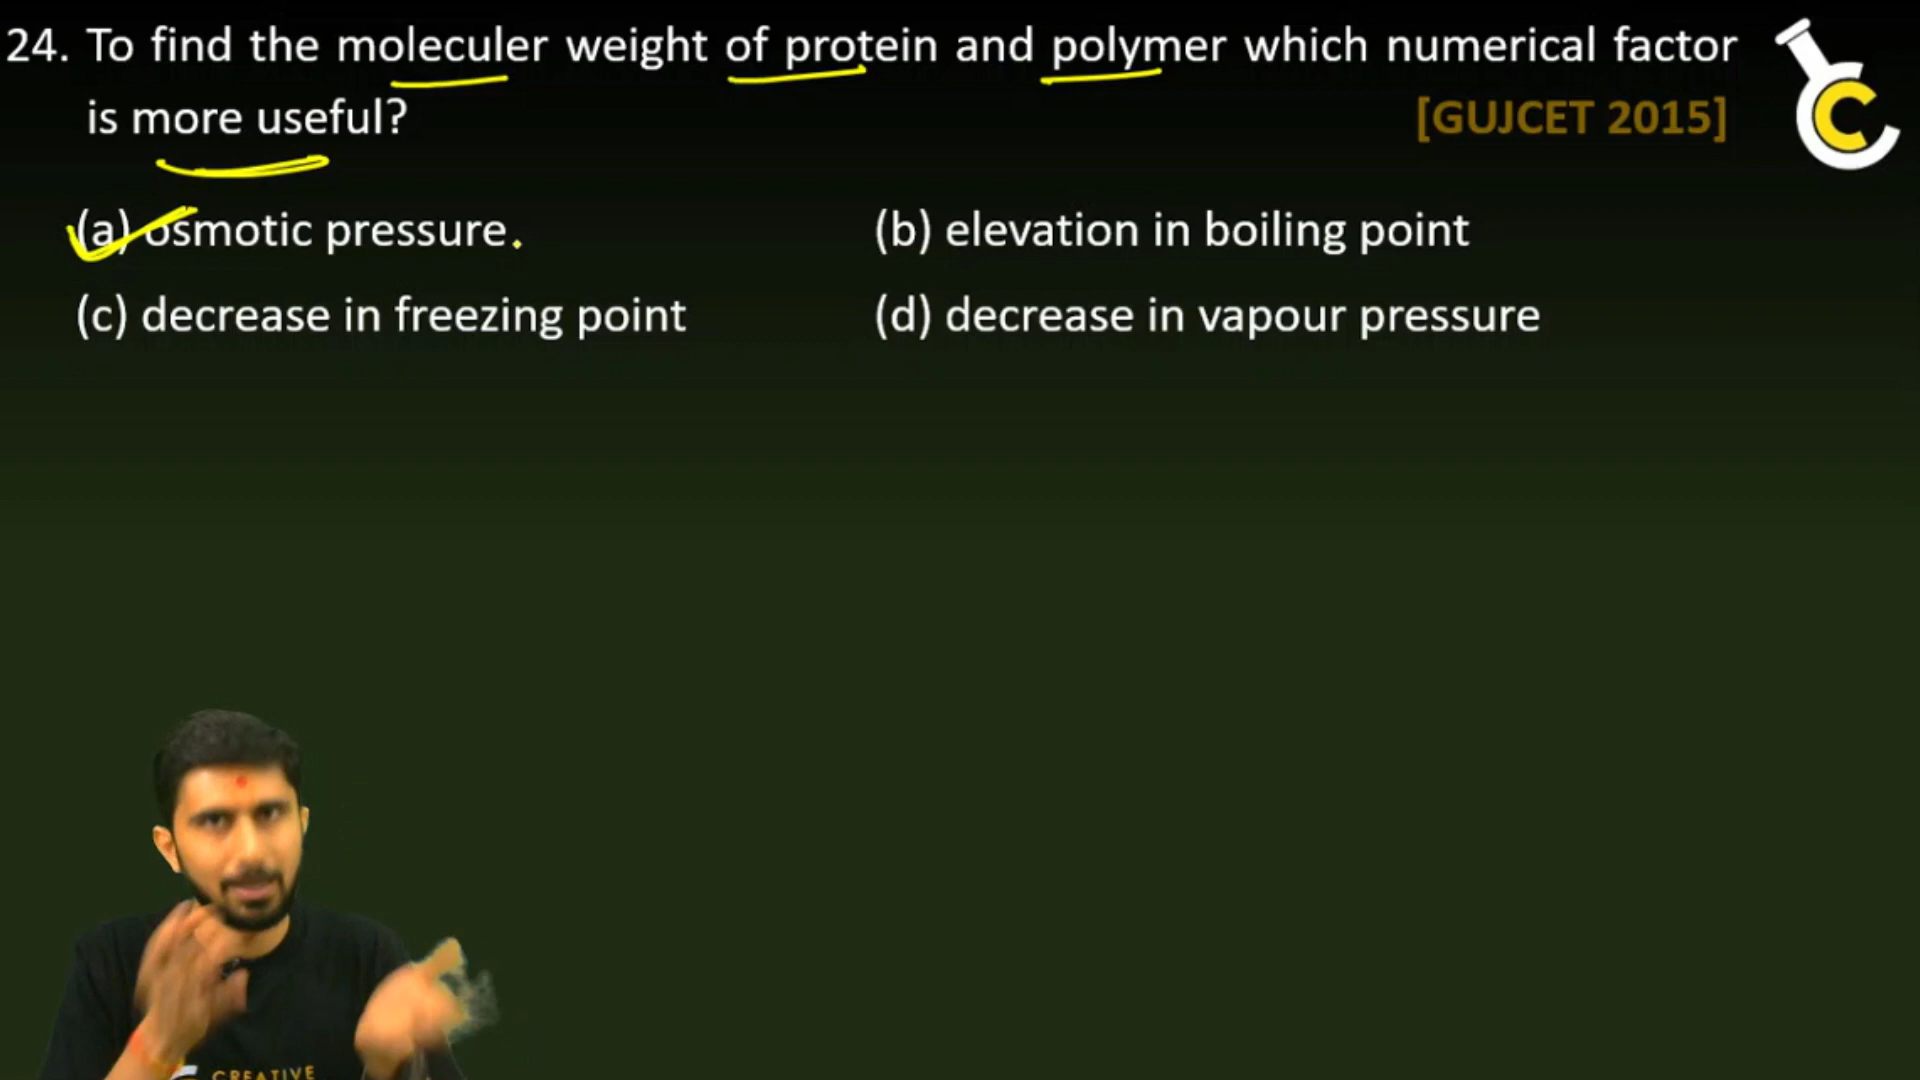 24. To find the moleculer weight of protein and polymer which numerical factor
is more useful? [GUJCET 2015]
(a) osmotic pressure. (b) elevation in boiling point
(c) decrease in freezing point (d) decrease in vapour pressure
CREATIVE